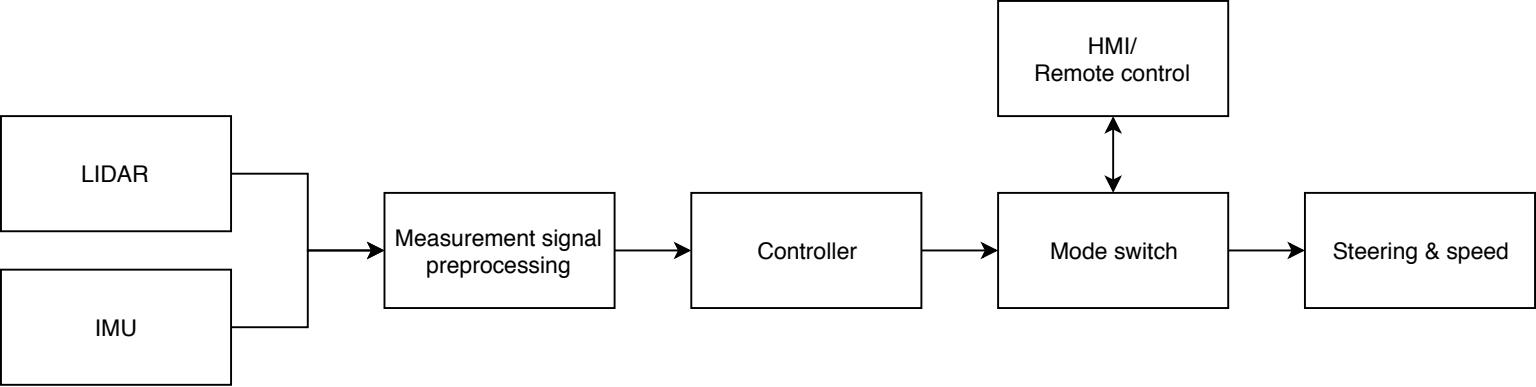 HMI/
Remote control
LIDAR
IMU
Measurement signal
preprocessing
Controller
Mode switch
Steering & speed